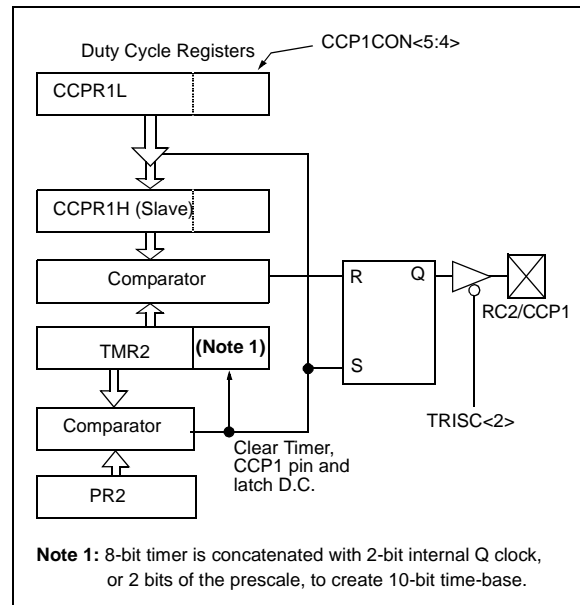 Duty Cycle Registers
CCP1CON<5:4>
CCPR1L
CCPR1H (Slave)
Comparator
R
Q
RC2/CCP1
TMR2
(Note 1)
S
TRISC<2>
Comparator
Clear Timer,
CCP1 pin and
latch D.C.
PR2
Note 1: 8-bit timer is concatenated with 2-bit internal Q clock,
or 2 bits of the prescale, to create 10-bit time-base.